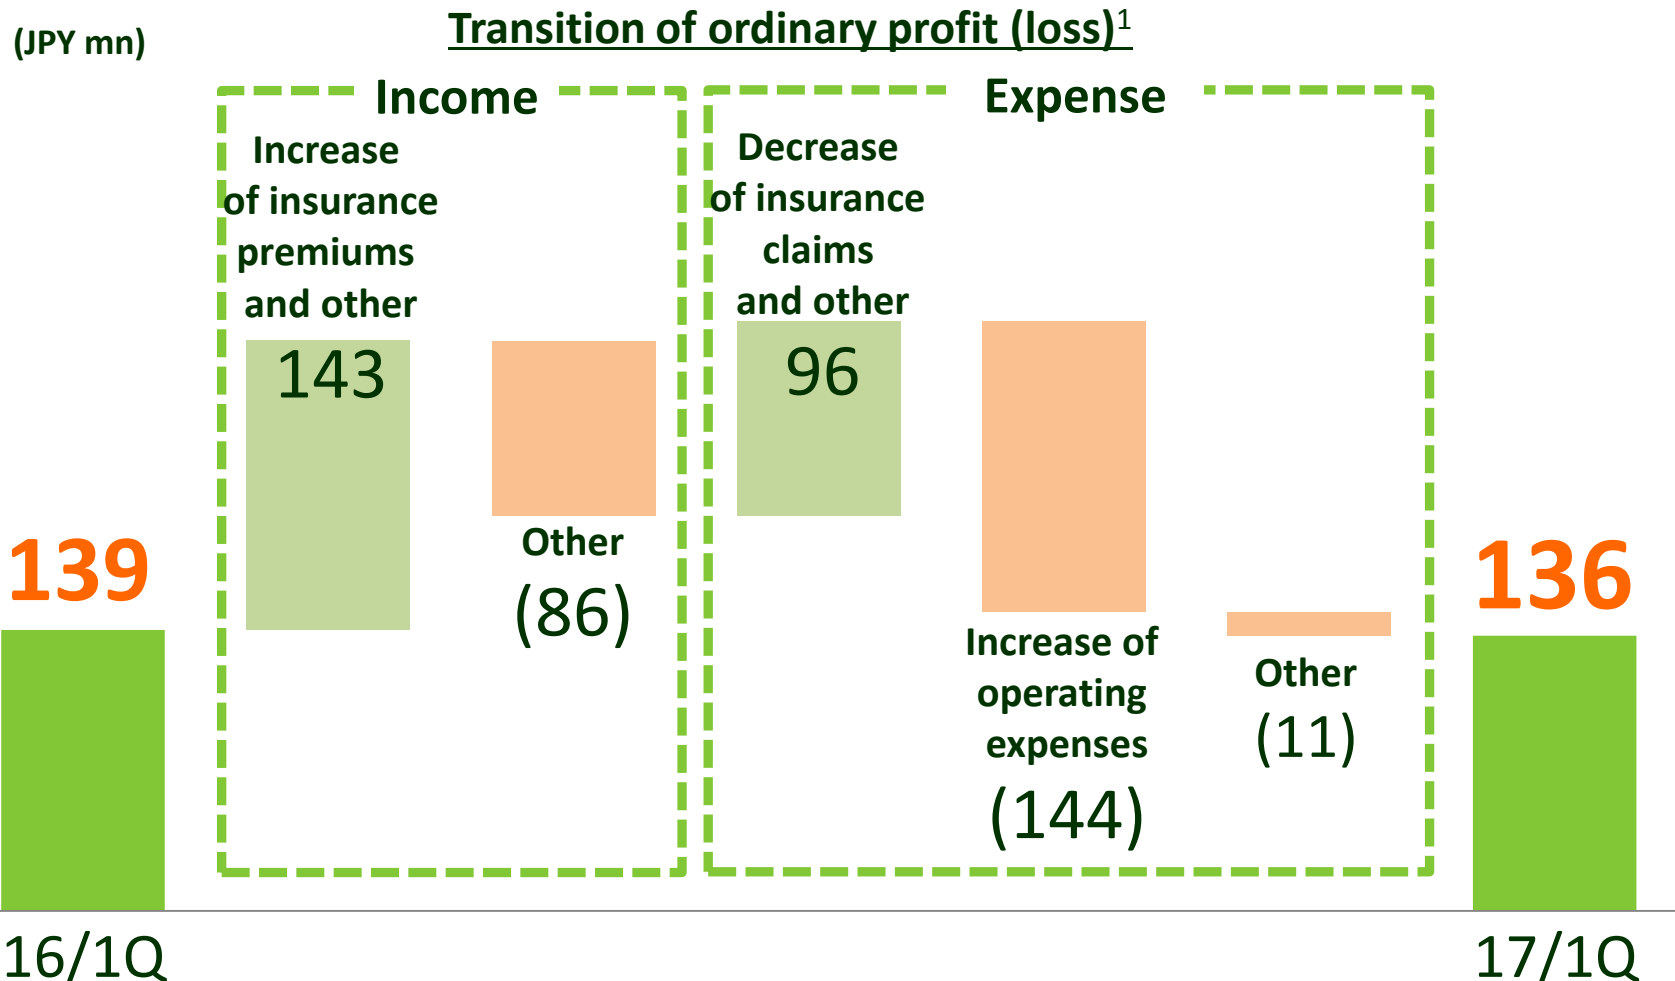 Transition of ordinary profit (loss)1
(JPY mn)
Income
Increase
of insurance
premiums
and other
143
Other
(86)
Expense
Decrease
of insurance
claims
and other
96
Increase of
operating
expenses
(144)
Other
(11)
139
136
16/1Q
17/1Q